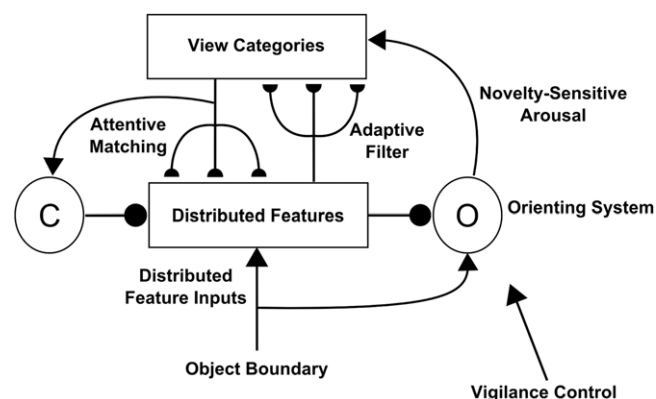 View Categories
Novelty-Sensitive
Arousal
Attentive
Matching
Adaptive
Filter
C
Distributed Features
O
Orienting System
Distributed
Feature Inputs
Object Boundary
Vigilance Control